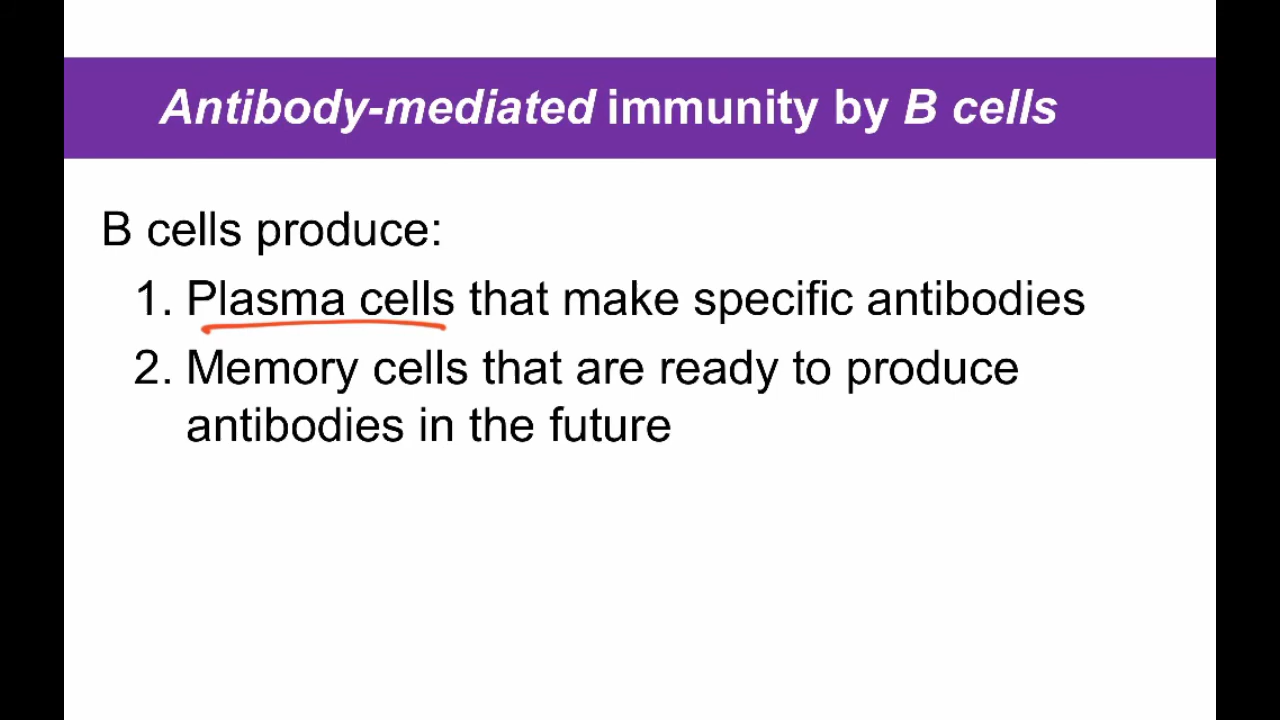 Antibody-mediated immunity by B cells
B cells produce:
1. Plasma cells that make specific antibodies
2. Memory cells that are ready to produce
antibodies in the future